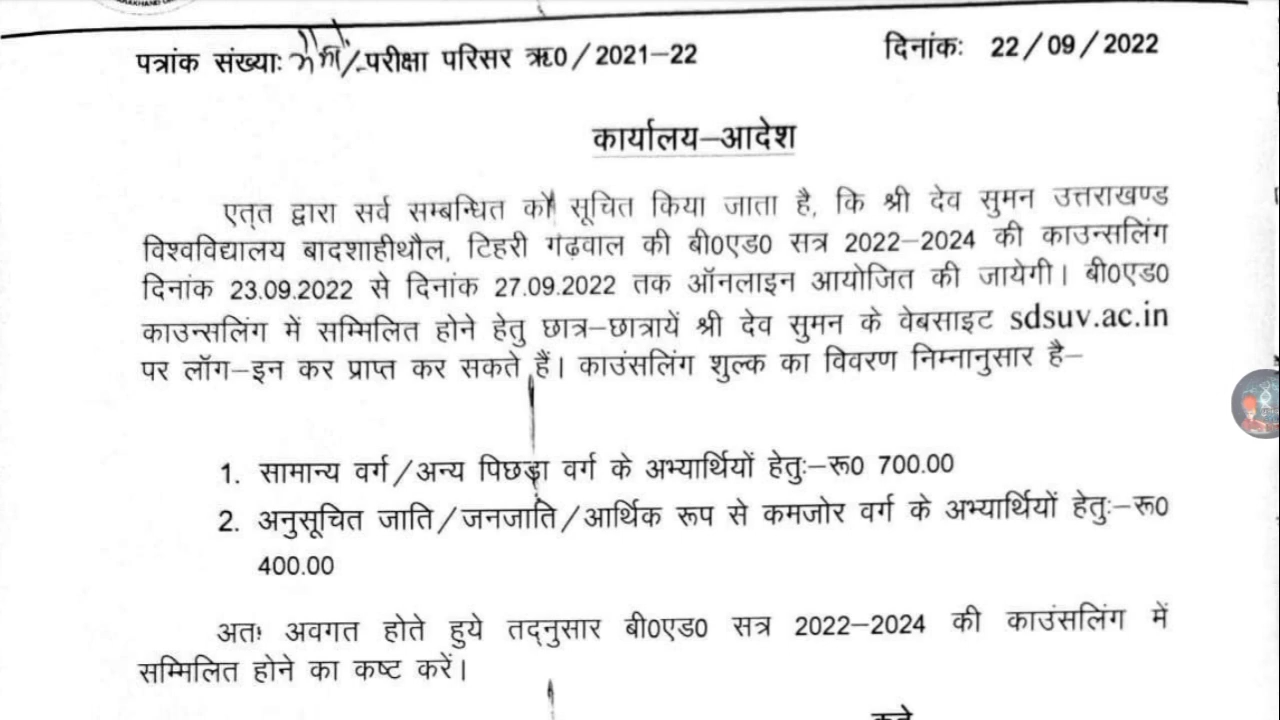 पत्रांक संख्याः /परीक्षा परिसर ऋ0/2021–22
दिनांकः 22/09/2022
कार्यालय–आदेश
एतत् द्वारा सर्व सम्बन्धित को सूचित किया जाता है, कि श्री देव सुमन उत्तराखण्ड
विश्वविद्यालय बादशाहीथौल, टिहरी गढ़वाल की बी0एड0 सत्र 2022–2024 की काउन्सलिंग
दिनांक 23.09.2022 से दिनांक 27.09.2022 तक ऑनलाइन आयोजित की जायेगी। बी0एड0
काउन्सलिंग में सम्मिलित होने हेतु छात्र–छात्रायें श्री देव सुमन के वेबसाइट sdsuv.ac.in
पर लॉग–इन कर प्राप्त कर सकते हैं। काउंसलिंग शुल्क का विवरण निम्नानुसार है–
1. सामान्य वर्ग/अन्य पिछड़ा वर्ग के अभ्यार्थियों हेतुः–रू0 700.00
2. अनुसूचित जाति/जनजाति/आर्थिक रूप से कमजोर वर्ग के अभ्यार्थियों हेतुः–रू0
400.00
अतः अवगत होते हुये तद्नुसार बी0एड0 सत्र 2022–2024 की काउंसलिंग में
सम्मिलित होने का कष्ट करें।